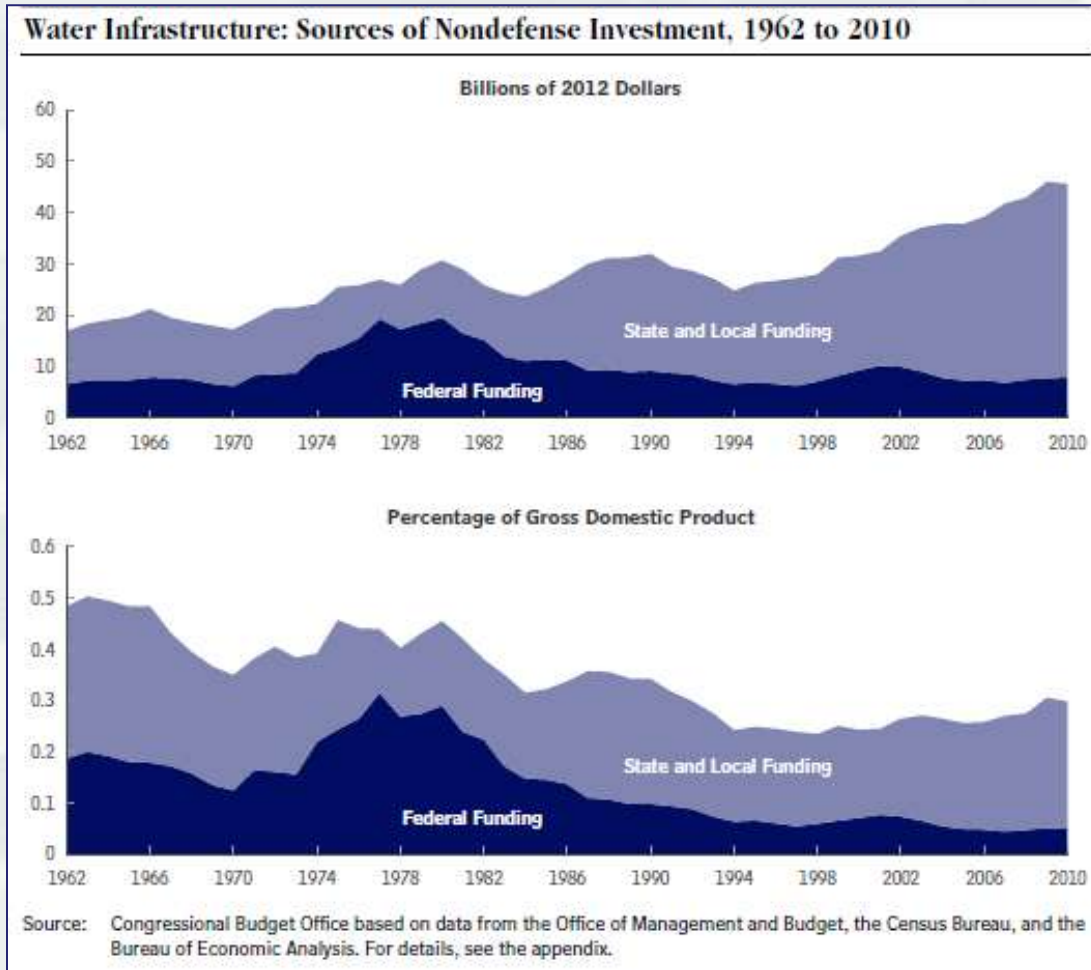 Water Infrastructure: Sources of Nondefense Investment, 1962 to 2010
Billions of 2012 Dollars
60
50
40
30
20
10
0
State and Local Funding
Federal Funding
1962 1966 1970 1974 1978 1982 1986 1990 1994 1998 2002 2006 2010
Percentage of Gross Domestic Product
0.6
0.5
0.4
0.3
0.2
0.1
0
State and Local Funding
Federal Funding
1962 1966 1970 1974 1978 1982 1986 1990 1994 1998 2002 2006 2010
Source: Congressional Budget Office based on data from the Office of Management and Budget, the Census Bureau, and the
Bureau of Economic Analysis. For details, see the appendix.